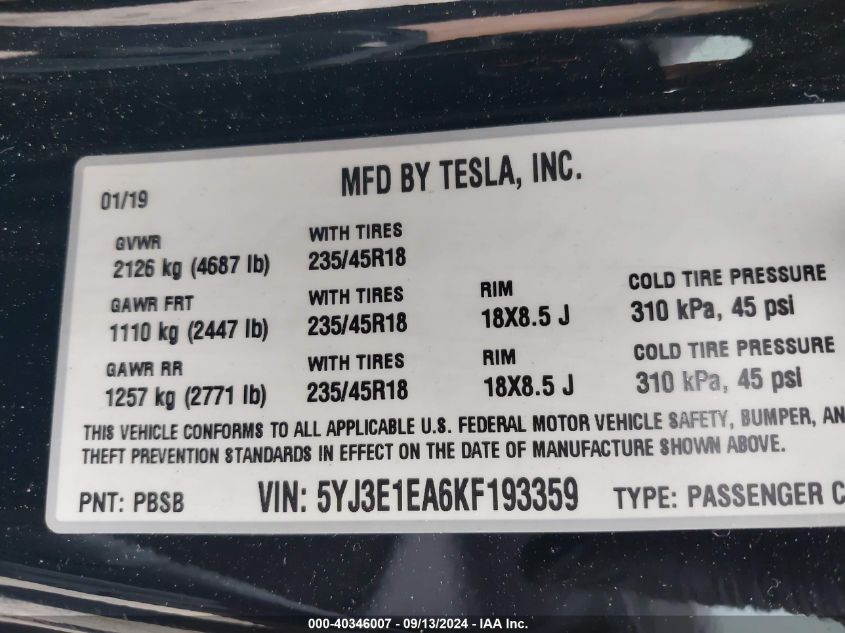 MFD BY TESLA, INC.
01/19
GVWR WITH TIRES
2126 kg (4687 lb) 235/45R18
GAWR FRT WITH TIRES RIM COLD TIRE PRESSURE
1110 kg (2447 lb) 235/45R18 18X8.5 J 310 kPa, 45 psi
GAWR RR WITH TIRES RIM COLD TIRE PRESSURE
1257 kg (2771 lb) 235/45R18 18X8.5 J 310 kPa, 45 psi
THIS VEHICLE CONFORMS TO ALL APPLICABLE U.S. FEDERAL MOTOR VEHICLE SAFETY, BUMPER, AN
THEFT PREVENTION STANDARDS IN EFFECT ON THE DATE OF MANUFACTURE SHOWN ABOVE.
PNT: PBSB VIN: 5YJ3E1EA6KF193359 TYPE: PASSENGER C
000-40346007 - 09/13/2024 - IAA Inc.